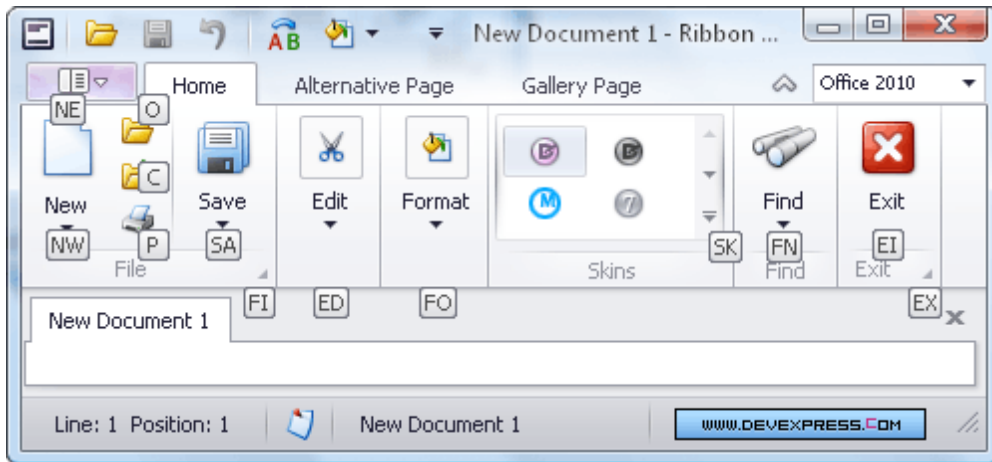 AB New Document 1 - Ribbon ...
Home Alternative Page Gallery Page Office 2010
NE O
C
New Save Edit Format Find Exit
NW P SA SK FN EI
File Skins Find Exit
FI ED FO EX
New Document 1
Line: 1 Position: 1 New Document 1 WWW.DEVEXPRESS.COM